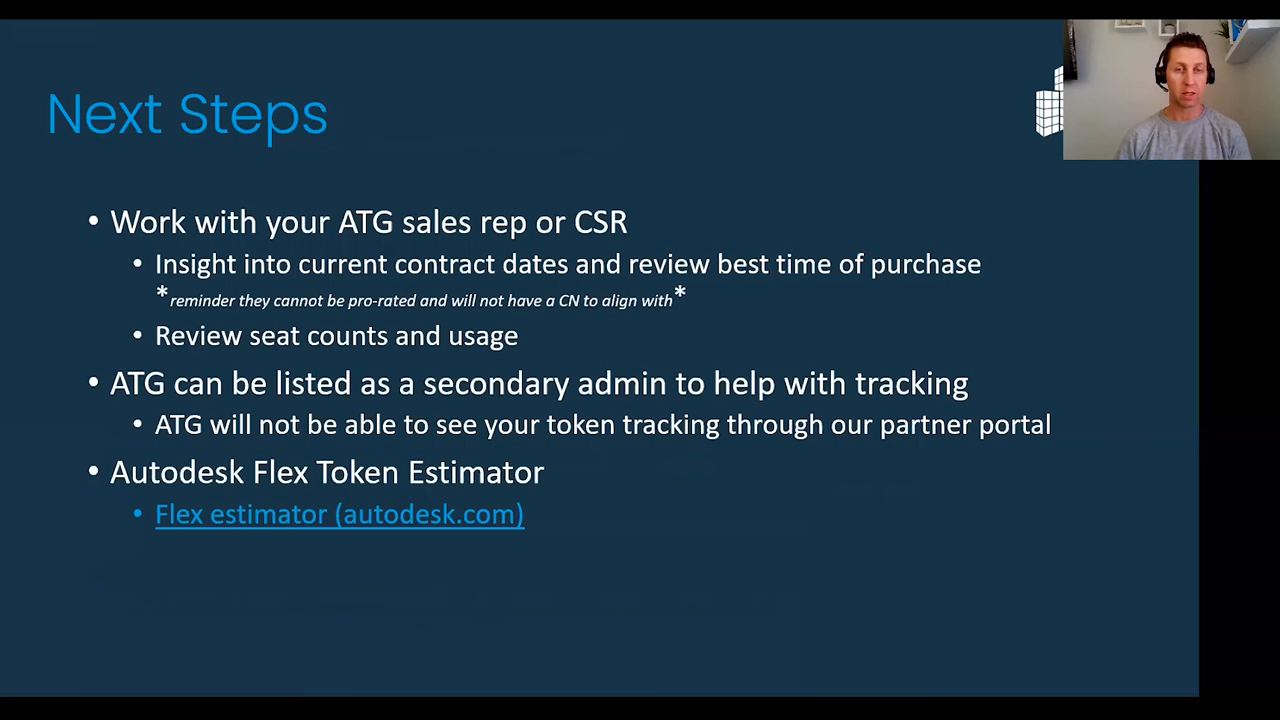 Next Steps
• Work with your ATG sales rep or CSR
• Insight into current contract dates and review best time of purchase
*reminder they cannot be pro-rated and will not have a CN to align with*
• Review seat counts and usage
• ATG can be listed as a secondary admin to help with tracking
• ATG will not be able to see your token tracking through our partner portal
• Autodesk Flex Token Estimator
• Flex estimator (autodesk.com)